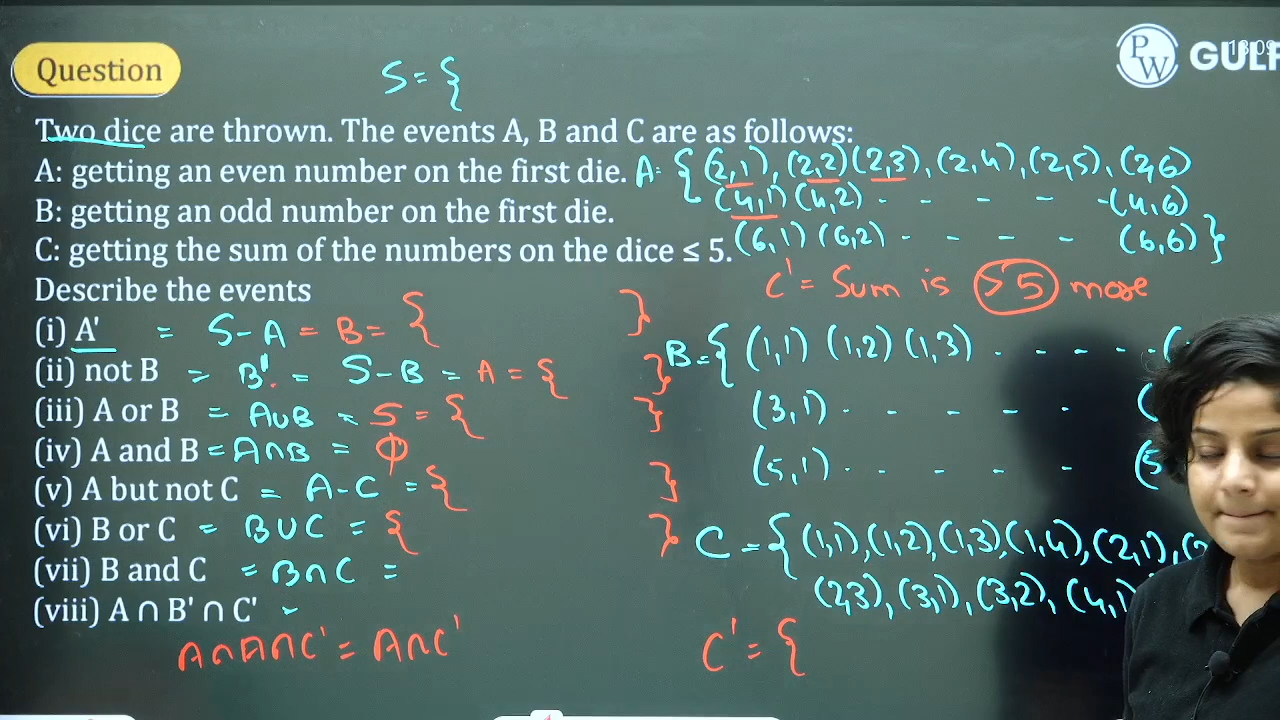 Question
S = {
PW GULF
Two dice are thrown. The events A, B and C are as follows:
A: getting an even number on the first die. A = { (2,1), (2,2) (2,3), (2,4), (2,5), (2,6)
(4,1) (4,2) - - - - - (4,6)
B: getting an odd number on the first die.
C: getting the sum of the numbers on the dice ≤ 5. (6,1) (6,2) - - - - (6,6) }
Describe the events C' = Sum is > 5 more
(i) A' = S - A = B = { }
(ii) not B = B' = S - B = A = { } B = { (1,1) (1,2) (1,3) - - - - - (
(iii) A or B = A∪B = S = { } (3,1) - - - - - (
(iv) A and B = A∩B = ϕ
(v) A but not C = A - C = { } (5,1) - - - - - (5
(vi) B or C = B∪C = { } C = { (1,1), (1,2), (1,3), (1,4), (2,1),
(vii) B and C = B∩C = (2,3), (3,1), (3,2), (4,1)
(viii) A ∩ B' ∩ C' =
A∩A∩C' = A∩C' C' = {